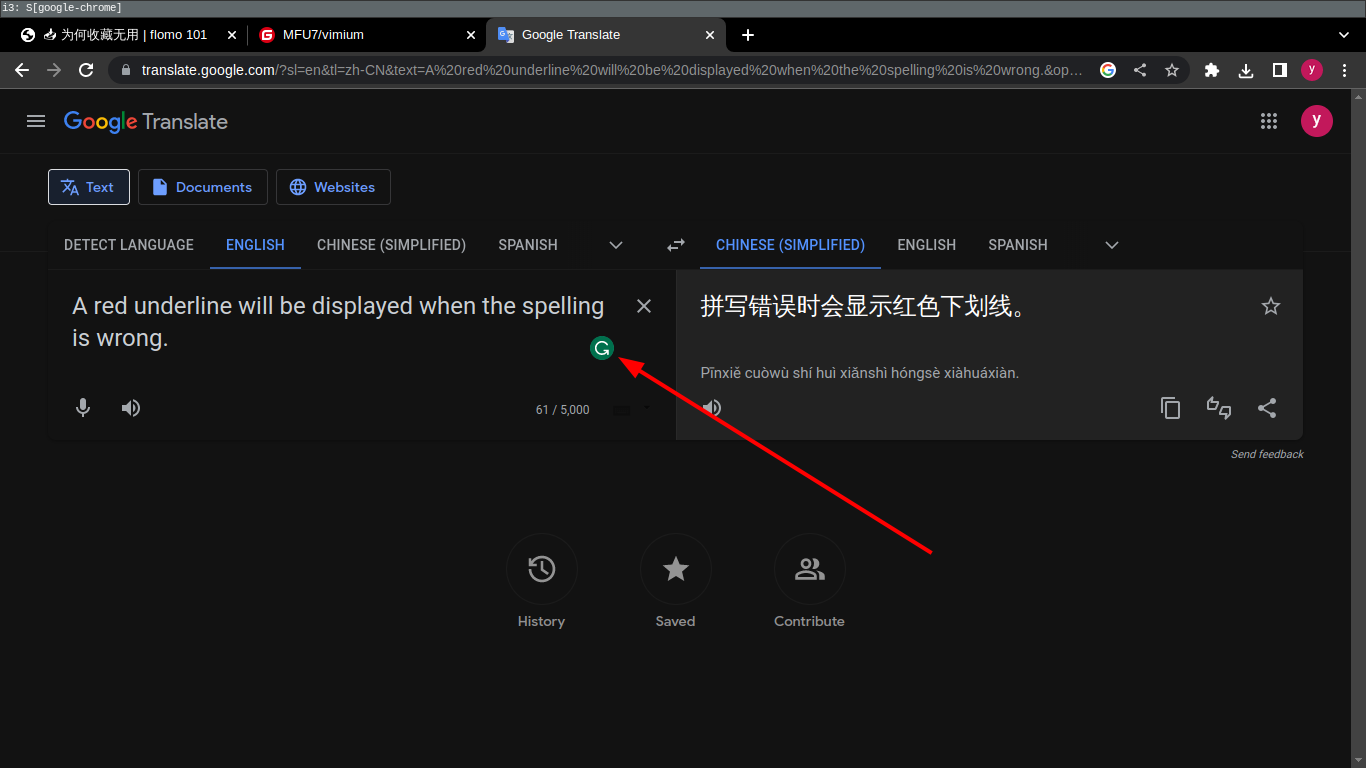 i3: S[google-chrome]
为何收藏无用 | flomo 101
MFU7/vimium
Google Translate
translate.google.com/?sl=en&tl=zh-CN&text=A%20red%20underline%20will%20be%20displayed%20when%20the%20spelling%20is%20wrong.&op...
y
Google Translate
y
Text
Documents
Websites
DETECT LANGUAGE
ENGLISH
CHINESE (SIMPLIFIED)
SPANISH
CHINESE (SIMPLIFIED)
ENGLISH
SPANISH
A red underline will be displayed when the spelling
is wrong.
61 / 5,000
拼写错误时会显示红色下划线。
Pīnxiě cuòwù shí huì xiǎnshì hóngsè xiàhuáxiàn.
Send feedback
History
Saved
Contribute